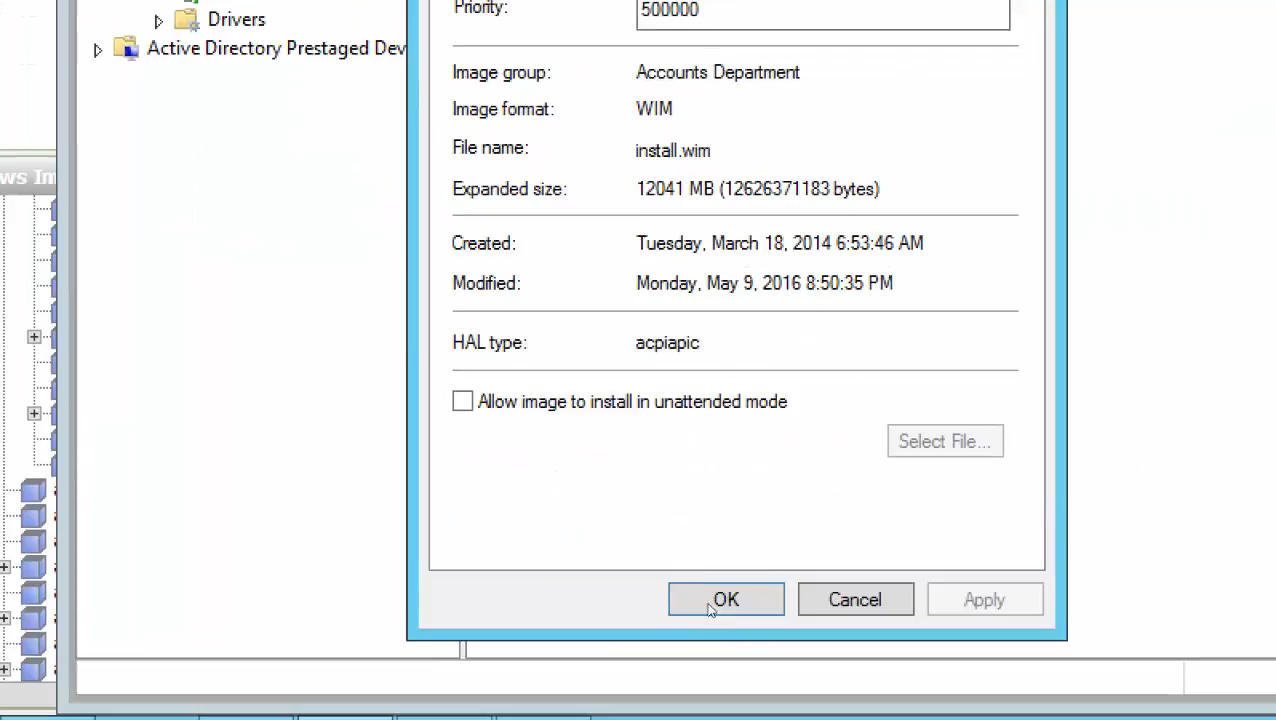 Drivers
Active Directory Prestaged Dev
ws Im
Priority: 500000
Image group: Accounts Department
Image format: WIM
File name: install.wim
Expanded size: 12041 MB (12626371183 bytes)
Created: Tuesday, March 18, 2014 6:53:46 AM
Modified: Monday, May 9, 2016 8:50:35 PM
HAL type: acpiapic
Allow image to install in unattended mode
Select File...
OK Cancel Apply